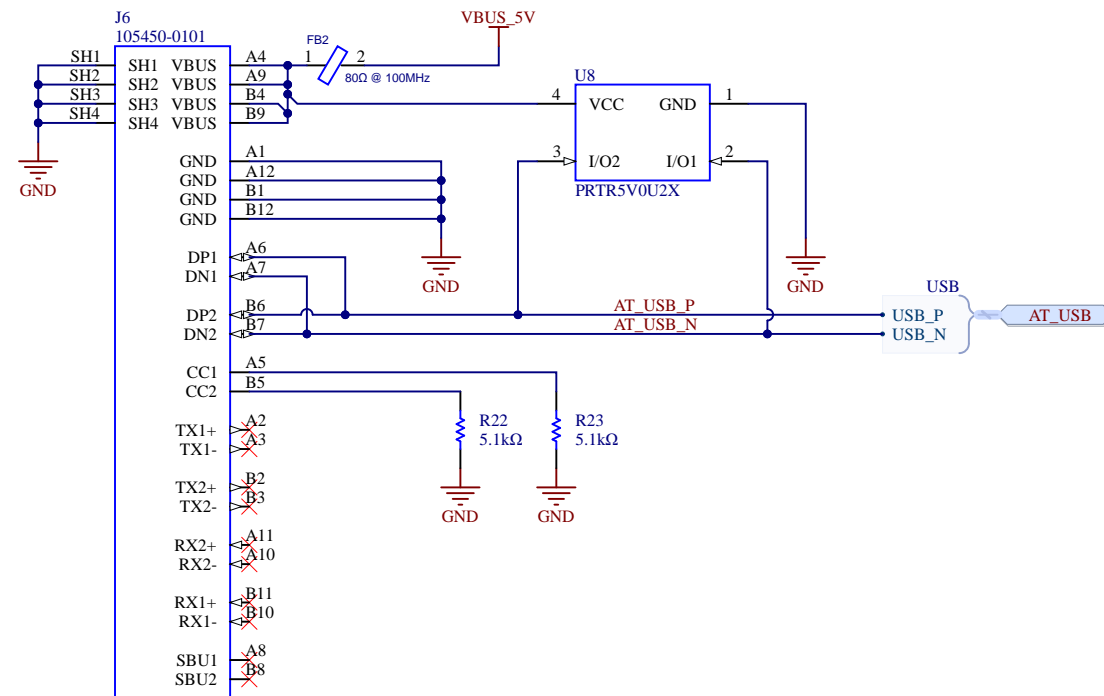 J6
105450-0101
VBUS_5V
SH1 SH1 VBUS A4 1 FB2 2
80Ω @ 100MHz
SH2 SH2 VBUS A9
SH3 SH3 VBUS B4
SH4 SH4 VBUS B9
GND
U8
4 VCC GND 1
3 I/O2 I/O1 2
PRTR5V0U2X
GND A1
GND A12
GND B1
GND B12
GND
GND
DP1 A6
DN1 A7
DP2 B6 AT_USB_P
DN2 B7 AT_USB_N
USB
USB_P
USB_N
AT_USB
CC1 A5
CC2 B5
R22
5.1kΩ
R23
5.1kΩ
GND
GND
TX1+ A2
TX1- A3
TX2+ B2
TX2- B3
RX2+ A11
RX2- A10
RX1+ B11
RX1- B10
SBU1 A8
SBU2 B8